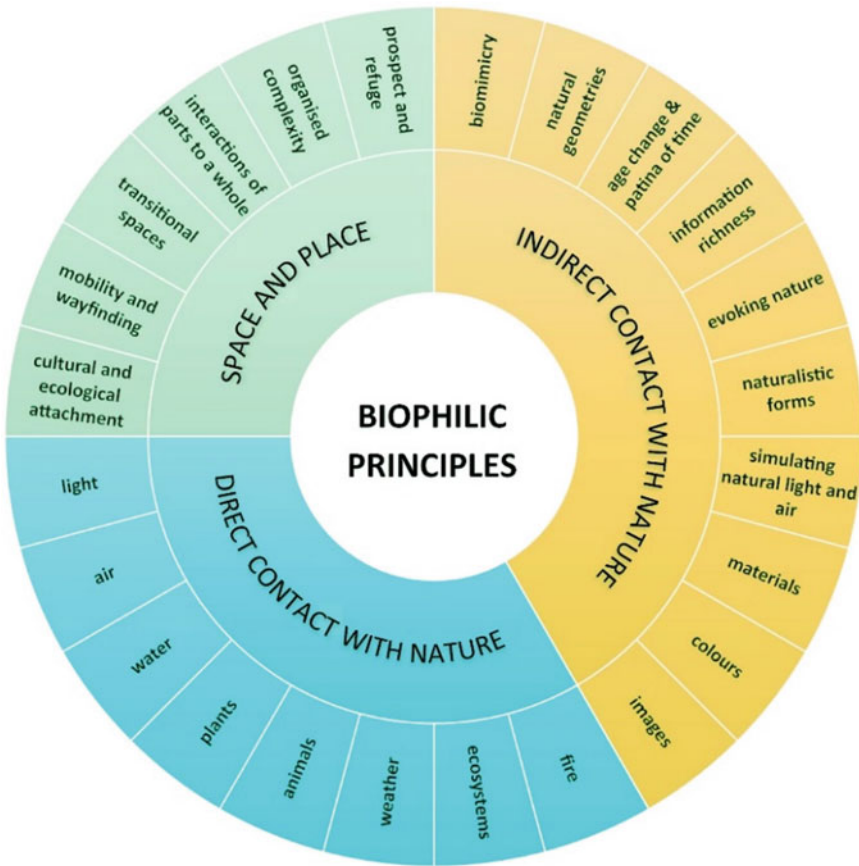 BIOPHILIC
PRINCIPLES
SPACE AND PLACE
cultural and
ecological
attachment
mobility and
wayfinding
transitional
spaces
interactions of
parts to a whole
organised
complexity
prospect and
refuge
INDIRECT CONTACT WITH NATURE
biomimicry
natural
geometries
age change &
patina of time
information
richness
evoking nature
naturalistic
forms
simulating
natural light and
air
materials
colours
images
DIRECT CONTACT WITH NATURE
light
air
water
plants
animals
weather
ecosystems
fire